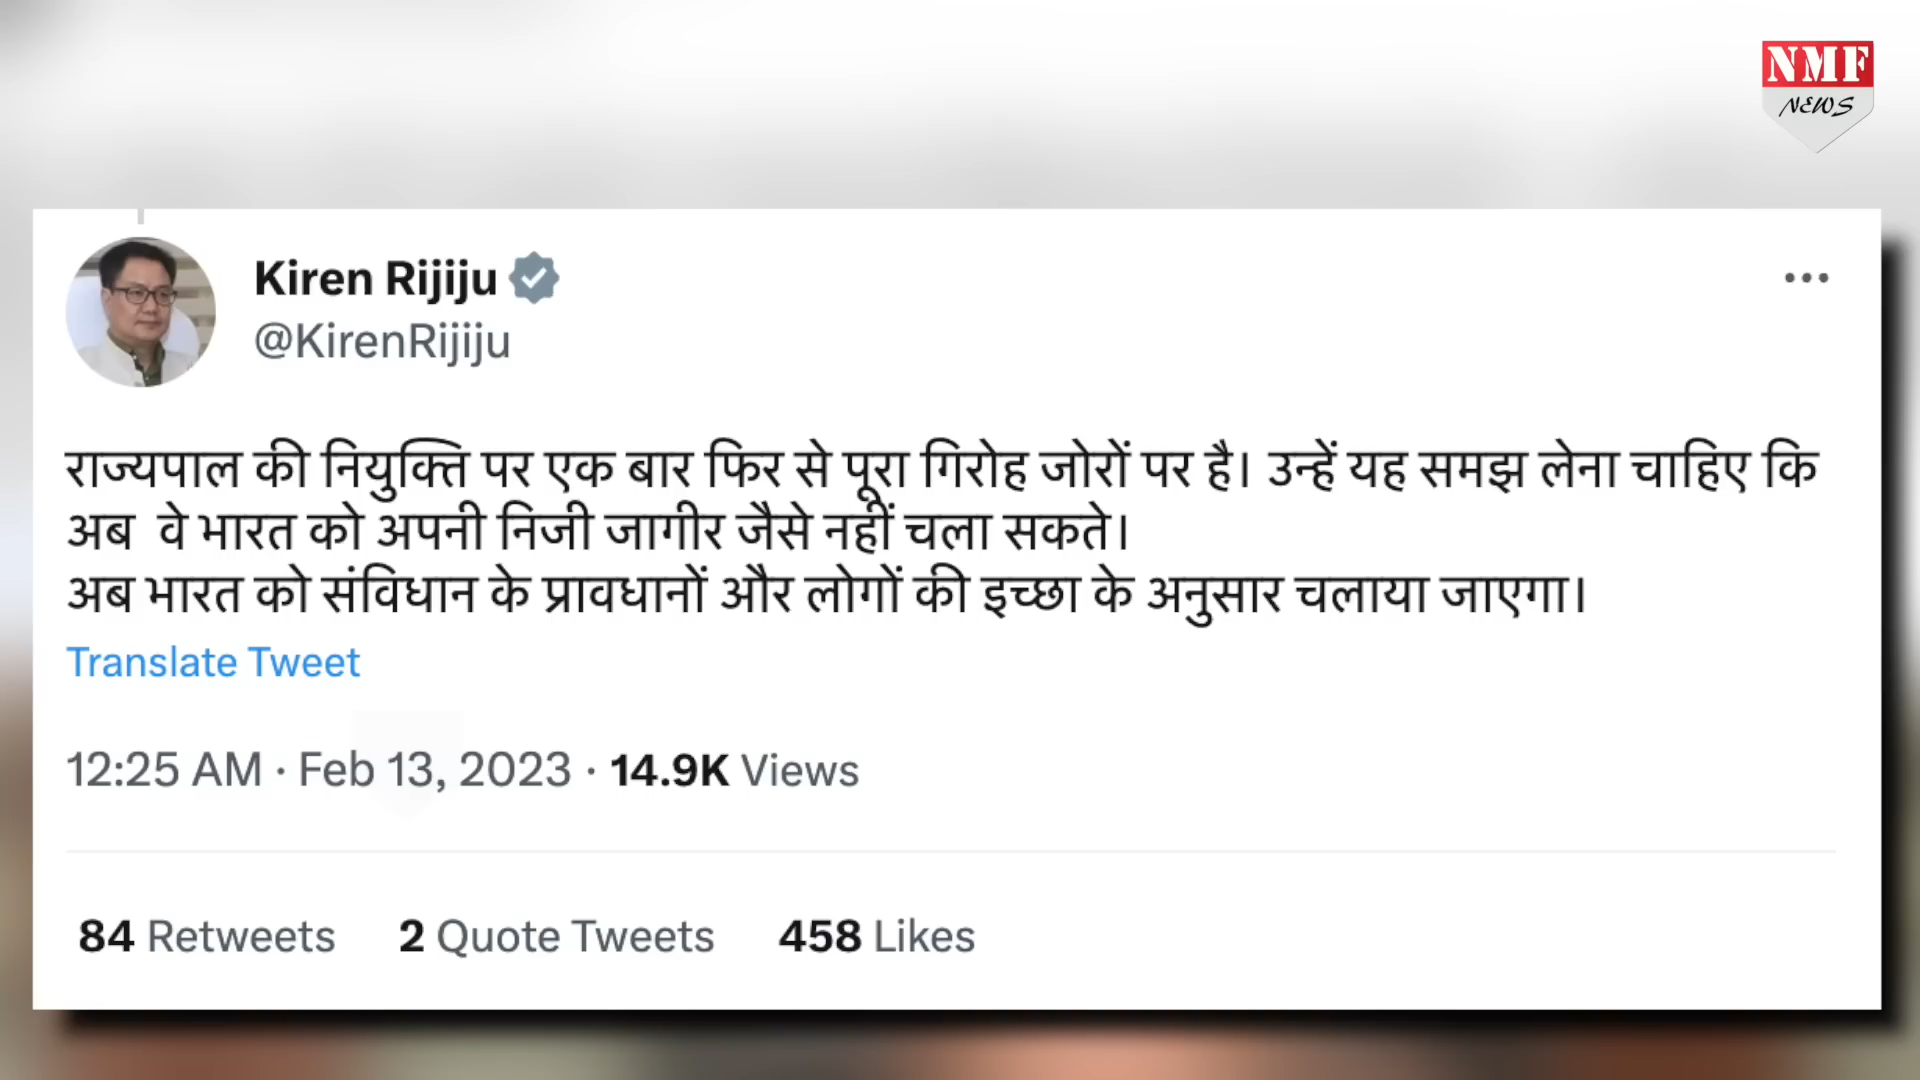 NMF
NEWS
Kiren Rijiju
@KirenRijiju
राज्यपाल की नियुक्ति पर एक बार फिर से पूरा गिरोह जोरों पर है। उन्हें यह समझ लेना चाहिए कि
अब वे भारत को अपनी निजी जागीर जैसे नहीं चला सकते।
अब भारत को संविधान के प्रावधानों और लोगों की इच्छा के अनुसार चलाया जाएगा।
Translate Tweet
12:25 AM · Feb 13, 2023 · 14.9K Views
84 Retweets 2 Quote Tweets 458 Likes